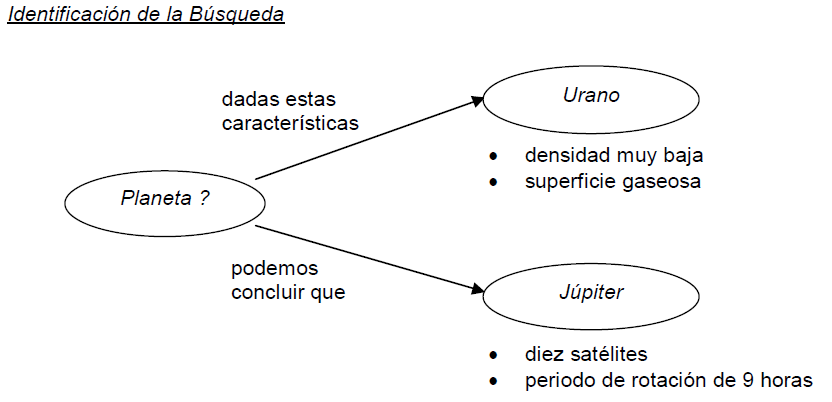 Identificación de la Búsqueda
dadas estas
características
Urano
• densidad muy baja
• superficie gaseosa
Planeta ?
podemos
concluir que
Júpiter
• diez satélites
• periodo de rotación de 9 horas